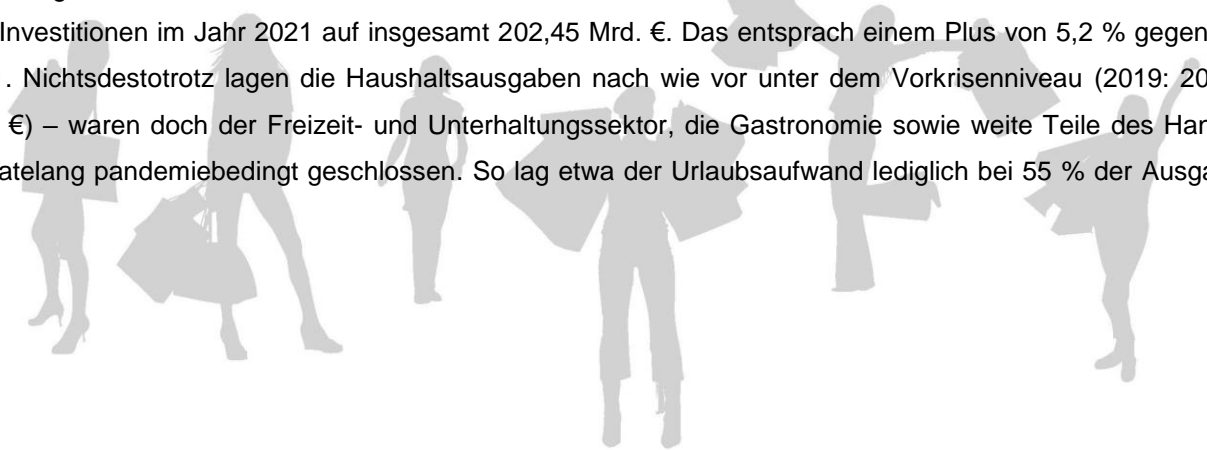 Investitionen im Jahr 2021 auf insgesamt 202,45 Mrd. €. Das entsprach einem Plus von 5,2 % gegen
. Nichtsdestotrotz lagen die Haushaltsausgaben nach wie vor unter dem Vorkrisenniveau (2019: 20
€) – waren doch der Freizeit- und Unterhaltungssektor, die Gastronomie sowie weite Teile des Han
atelang pandemiebedingt geschlossen. So lag etwa der Urlaubsaufwand lediglich bei 55 % der Ausga